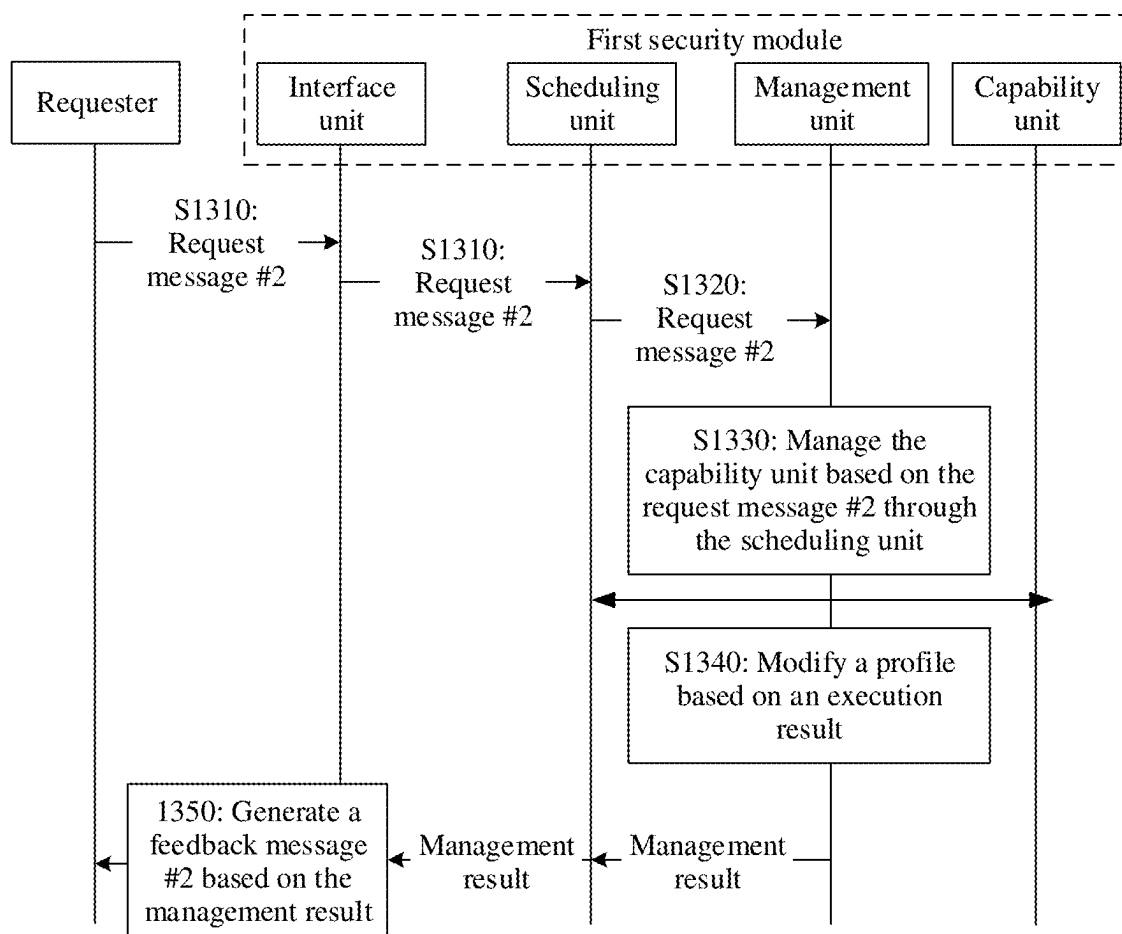 First security module
Requester
Interface
unit
Scheduling
unit
Management
unit
Capability
unit
S1310:
Request
message #2
S1310:
Request
message #2
S1320:
Request
message #2
S1330: Manage the
capability unit based on the
request message #2 through
the scheduling unit
S1340: Modify a profile
based on an execution
result
1350: Generate a
feedback message
#2 based on the
management result
Management
result
Management
result